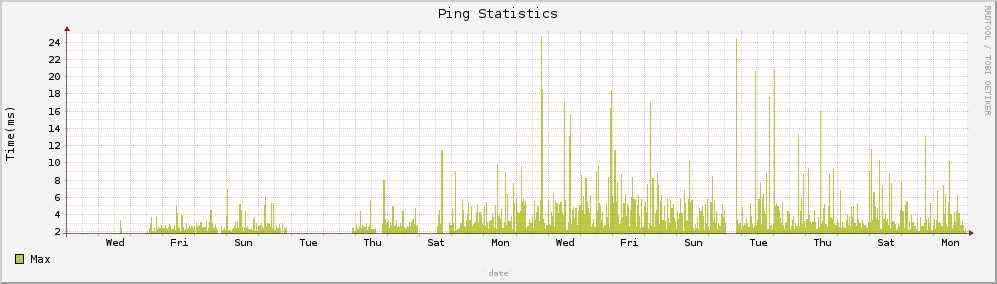 Ping Statistics
RRDTOOL / TOBI OETIKER
Time(ms)
24
22
20
18
16
14
12
10
8
6
4
2
Wed Fri Sun Tue Thu Sat Mon Wed Fri Sun Tue Thu Sat Mon
Max
`date`